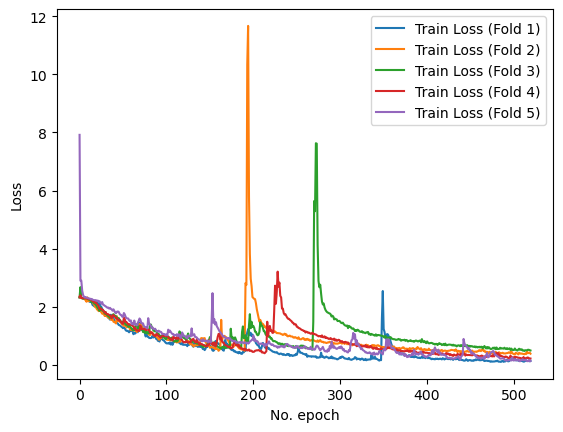 12
10
8
6
4
2
0
Loss
0
100
200
300
400
500
No. epoch
Train Loss (Fold 1)
Train Loss (Fold 2)
Train Loss (Fold 3)
Train Loss (Fold 4)
Train Loss (Fold 5)